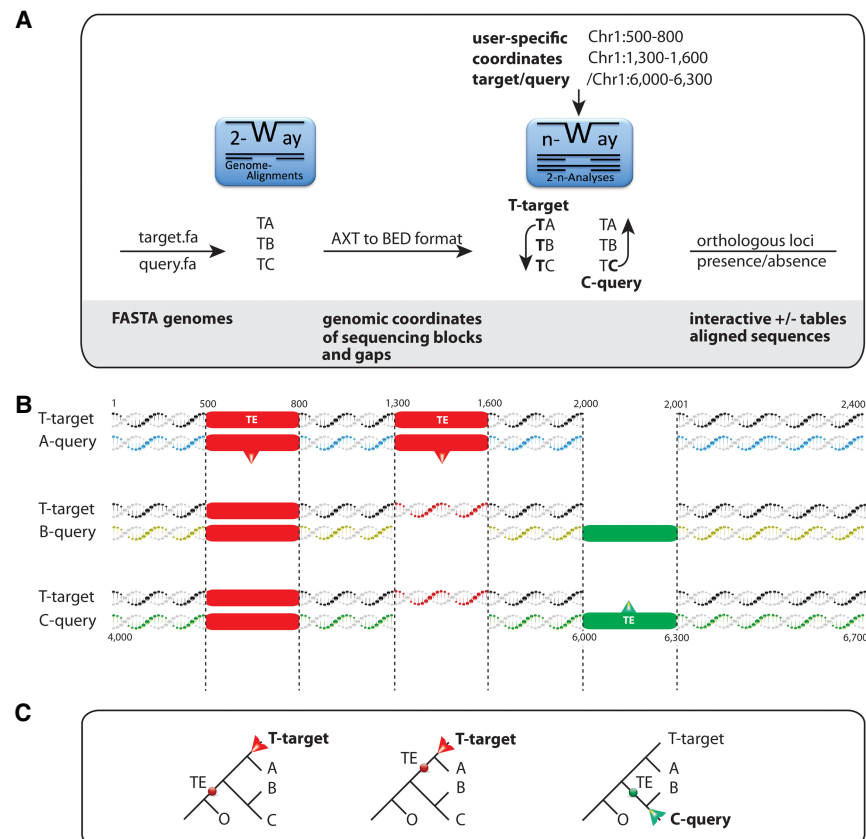 A
user-specific Chr1:500-800
coordinates Chr1:1,300-1,600
target/query /Chr1:6,000-6,300
2-Way
Genome-
Alignments
n-Way
2-n-Analyses
T-target
target.fa
query.fa
TA
TB
TC
AXT to BED format
TA
TB
TC
TA
TB
TC
C-query
orthologous loci
presence/absence
FASTA genomes
genomic coordinates
of sequencing blocks
and gaps
interactive +/- tables
aligned sequences
B
1 500 800 1,300 1,600 2,000 2,001 2,400
T-target TE TE
A-query
T-target
B-query
T-target
C-query TE
4,000 6,000 6,300 6,700
C
T-target
TE
A
B
O
C
T-target
TE
A
B
O
C
T-target
A
TE
B
O
C-query